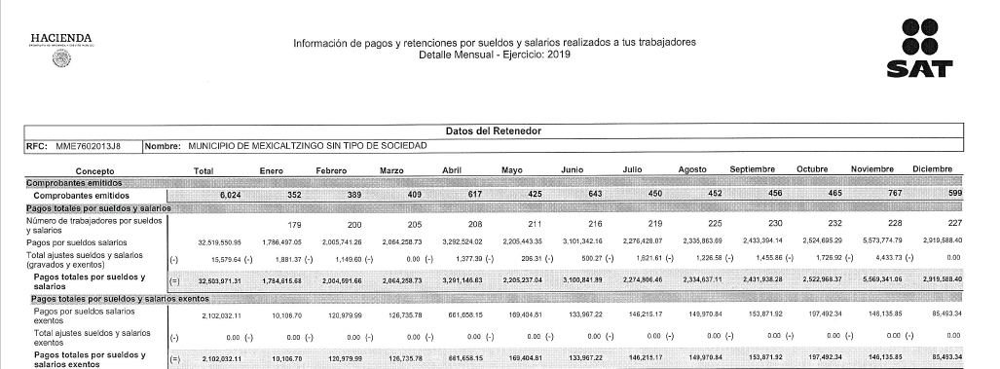 HACIENDA
Información de pagos y retenciones por sueldos y salarios realizados a tus trabajadores
Detalle Mensual - Ejercicio: 2019
SAT
Datos del Retenedor
RFC: MME7602013J8 Nombre: MUNICIPIO DE MEXICALTZINGO SIN TIPO DE SOCIEDAD
Concepto Total Enero Febrero Marzo Abril Mayo Junio Julio Agosto Septiembre Octubre Noviembre Diciembre
Comprobantes emitidos
Comprobantes emitidos 6,024 352 389 409 617 425 643 450 452 456 465 767 599
Pagos totales por sueldos y salarios
Número de trabajadores por sueldos y salarios 179 200 205 208 211 216 219 225 230 232 228 227
Pagos por sueldos salarios 32,519,550.95 1,786,497.05 2,005,741.26 2,064,258.73 3,292,524.02 2,205,443.35 3,101,342.16 2,276,428.07 2,335,863.69 2,433,394.14 2,524,695.29 5,573,774.79 2,919,588.40
Total ajustes sueldos y salarios (gravados y exentos) (-) 15,579.64 (-) 1,881.37 (-) 1,149.60 (-) 0.00 (-) 1,377.39 (-) 206.31 (-) 500.27 (-) 1,621.61 (-) 1,226.58 (-) 1,455.86 (-) 1,726.92 (-) 4,433.73 (-) 0.00
Pagos totales por sueldos y salarios (=) 32,503,971.31 1,784,615.68 2,004,591.66 2,064,258.73 3,291,146.63 2,205,237.04 3,100,841.89 2,274,806.46 2,334,637.11 2,431,938.28 2,522,968.37 5,569,341.06 2,919,588.40
Pagos totales por sueldos y salarios exentos
Pagos por sueldos salarios exentos 2,102,032.11 10,106.70 120,979.99 126,735.78 661,658.15 169,404.81 133,967.22 146,215.17 149,970.84 153,871.92 197,492.34 146,135.85 85,493.34
Total ajustes sueldos y salarios exentos (-) 0.00 (-) 0.00 (-) 0.00 (-) 0.00 (-) 0.00 (-) 0.00 (-) 0.00 (-) 0.00 (-) 0.00 (-) 0.00 (-) 0.00 (-) 0.00 (-) 0.00
Pagos totales por sueldos y salarios exentos (=) 2,102,032.11 10,106.70 120,979.99 126,735.78 661,658.15 169,404.81 133,967.22 146,215.17 149,970.84 153,871.92 197,492.34 146,135.85 85,493.34